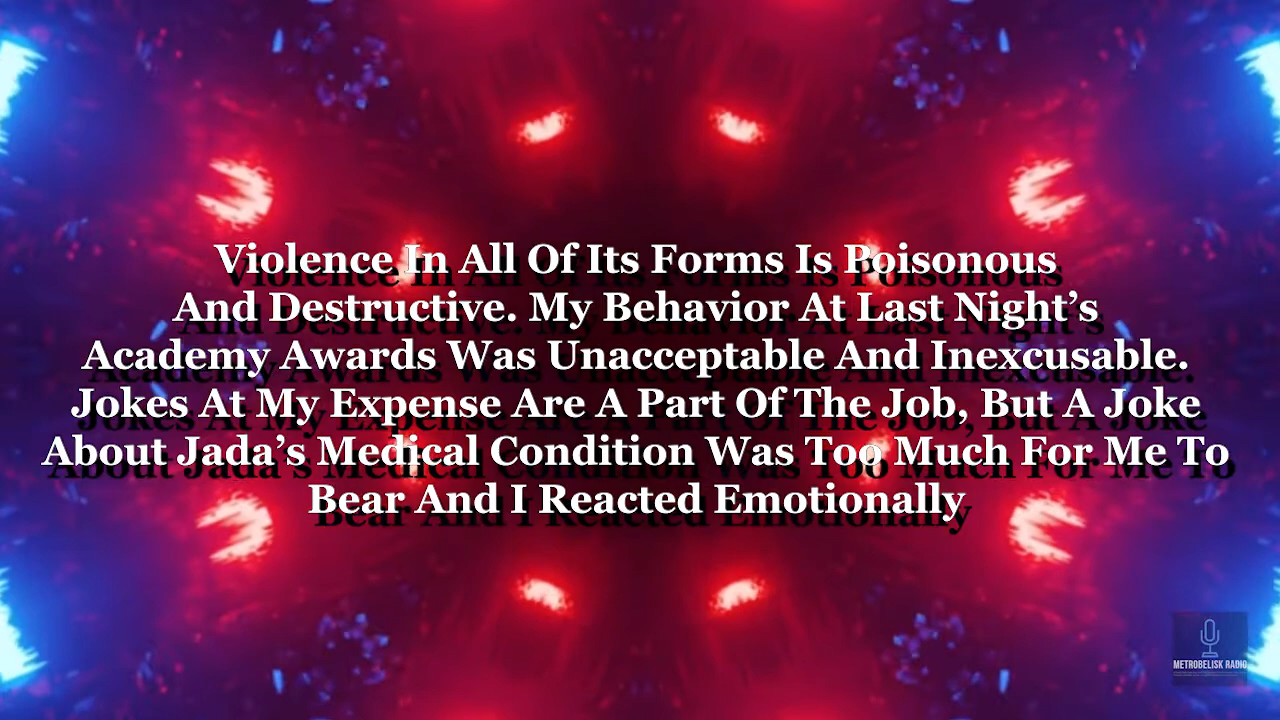 Violence In All Of Its Forms Is Poisonous
And Destructive. My Behavior At Last Night’s
Academy Awards Was Unacceptable And Inexcusable.
Jokes At My Expense Are A Part Of The Job, But A Joke
About Jada’s Medical Condition Was Too Much For Me To
Bear And I Reacted Emotionally
METROBELISK RADIO